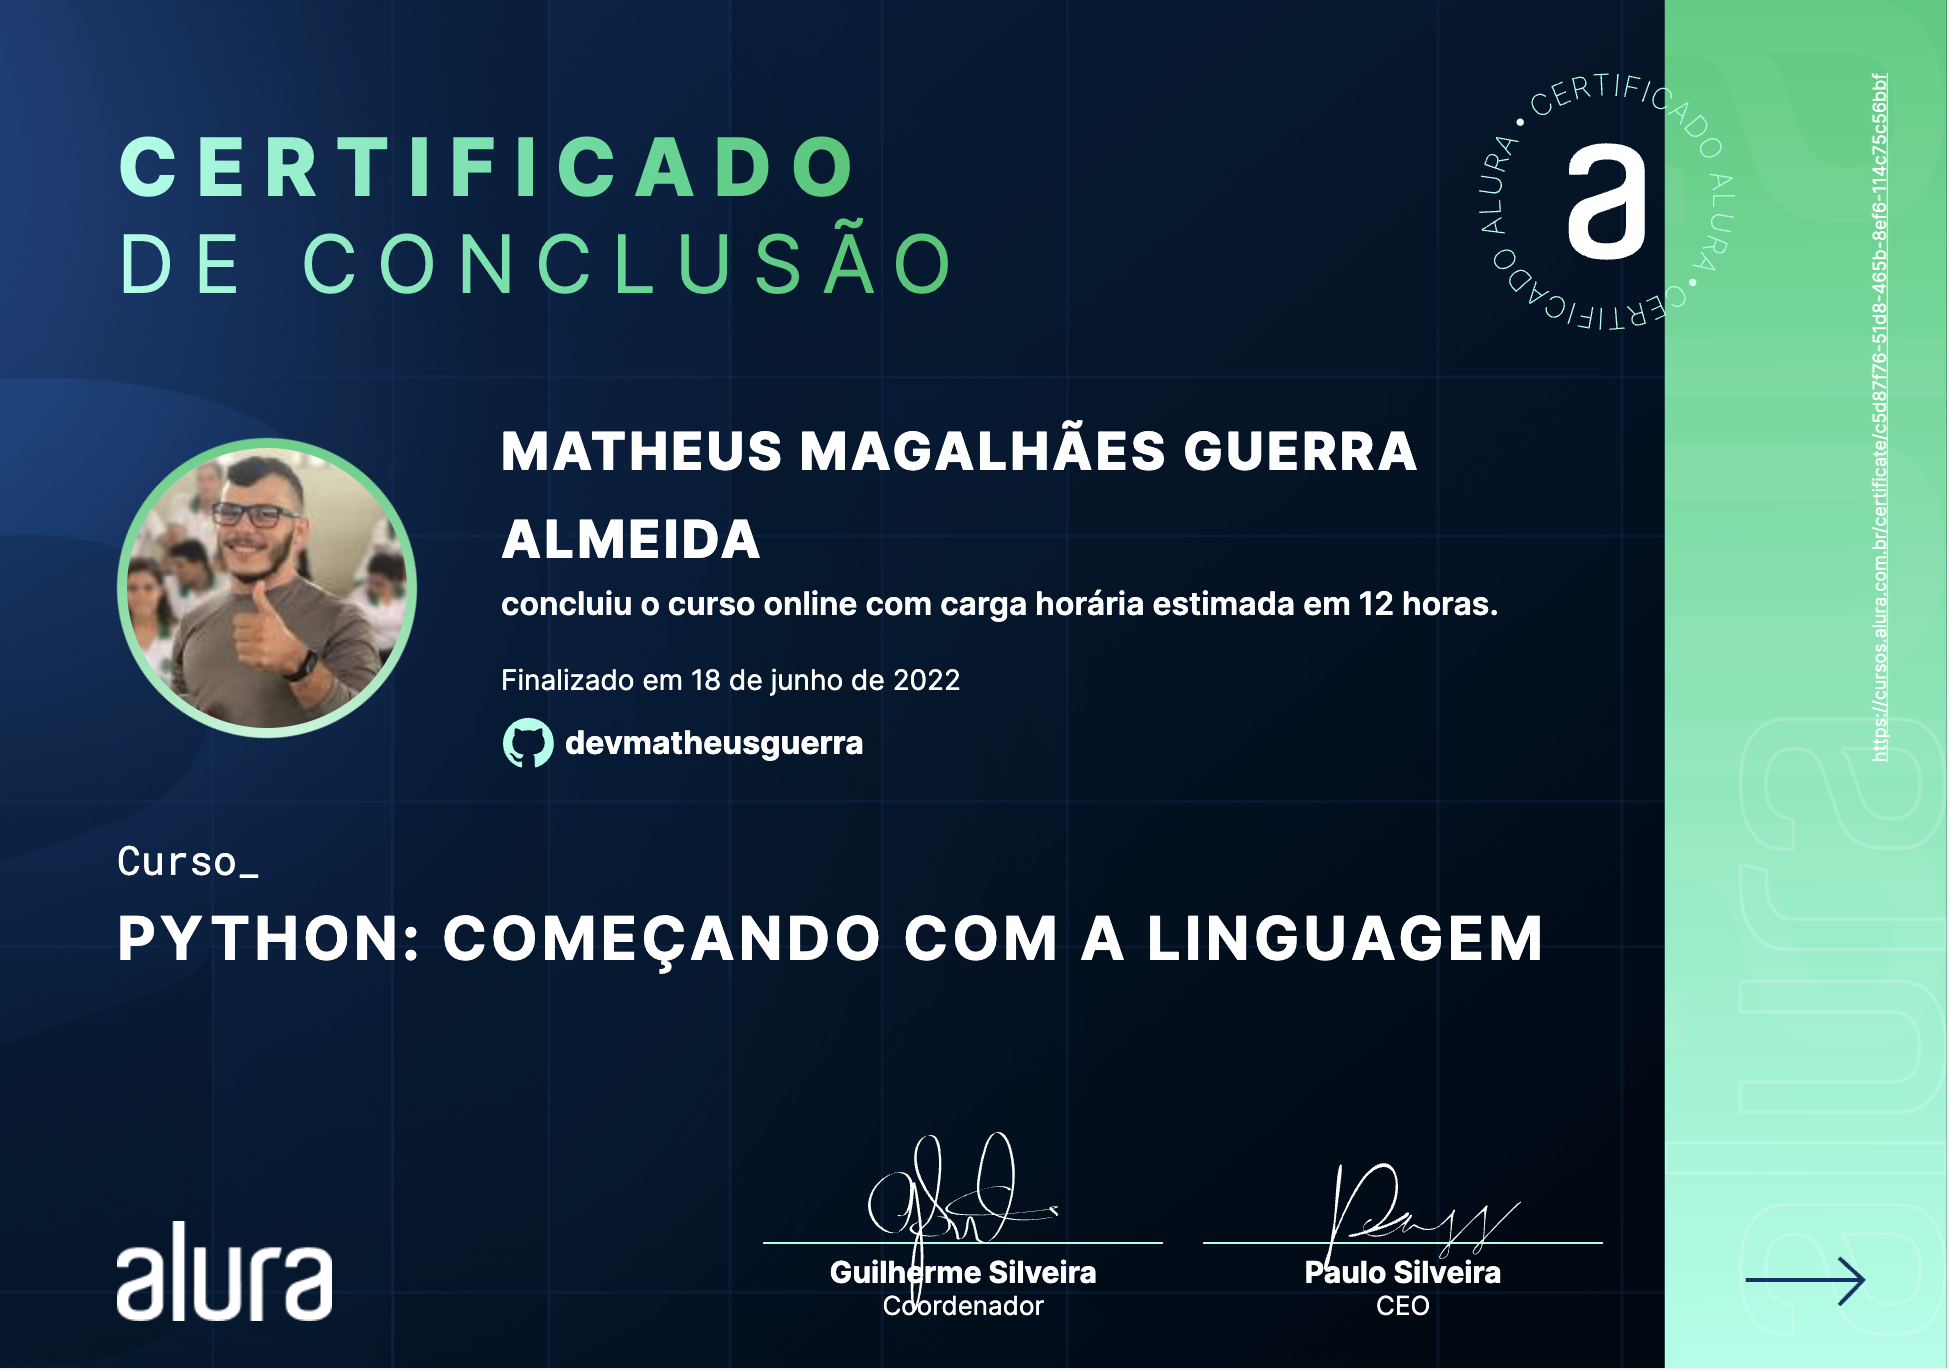 CERTIFICADO
DE CONCLUSÃO
CERTIFICADO ALURA • CERTIFICADO ALURA •
a
MATHEUS MAGALHÃES GUERRA
ALMEIDA
concluiu o curso online com carga horária estimada em 12 horas.
Finalizado em 18 de junho de 2022
devmatheusguerra
Curso_
PYTHON: COMEÇANDO COM A LINGUAGEM
alura
Guilherme Silveira
Coordenador
Paulo Silveira
CEO
https://cursos.alura.com.br/certificate/c5d87f76-51d8-465b-8ef6-114c75c56bbf
alura